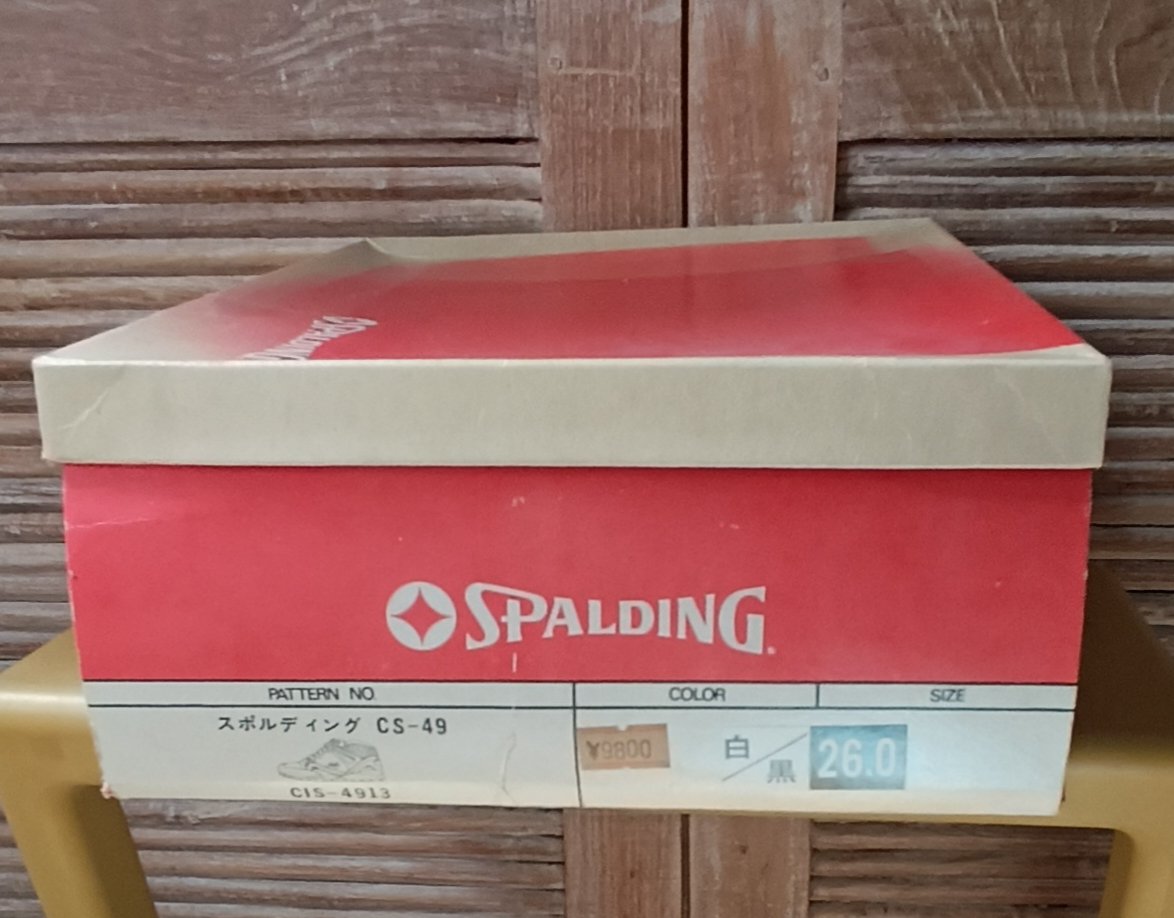 SPALDING
SPALDING
PATTERN NO. COLOR SIZE
スポルディング CS-49
¥9800 白/黒 26.0
CIS-4913